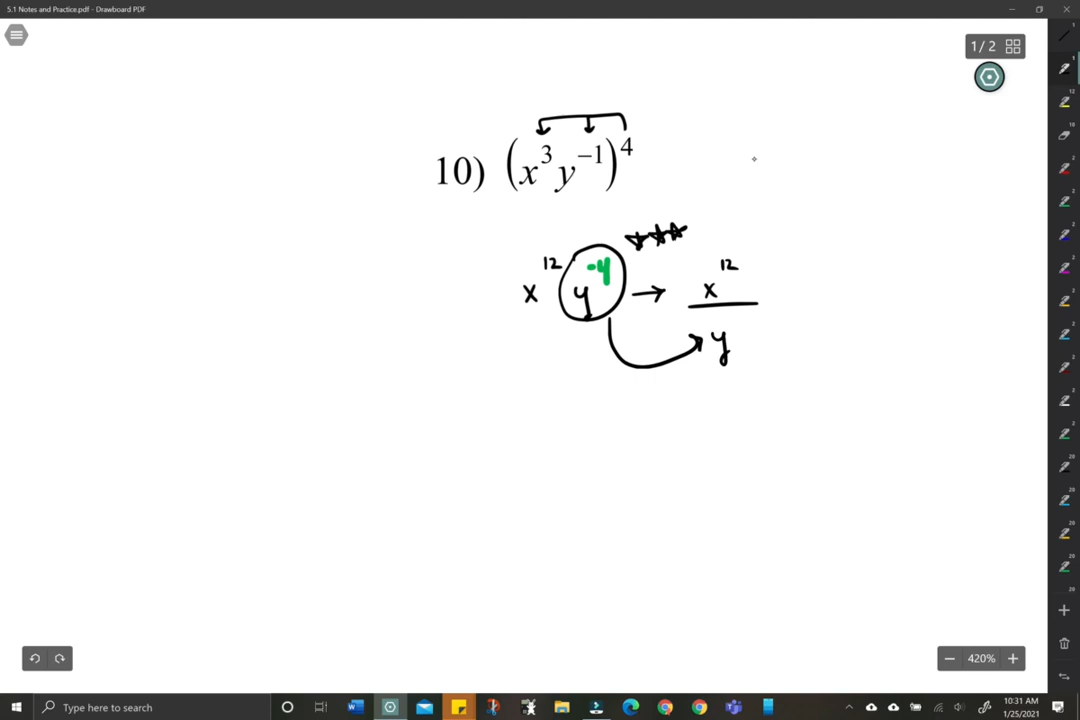 5.1 Notes and Practice.pdf - Drawboard PDF
1 / 2
10) (x³y⁻¹)⁴
x¹² y⁻⁴ → x¹²
y
420%
Type here to search
10:31 AM
1/25/2021